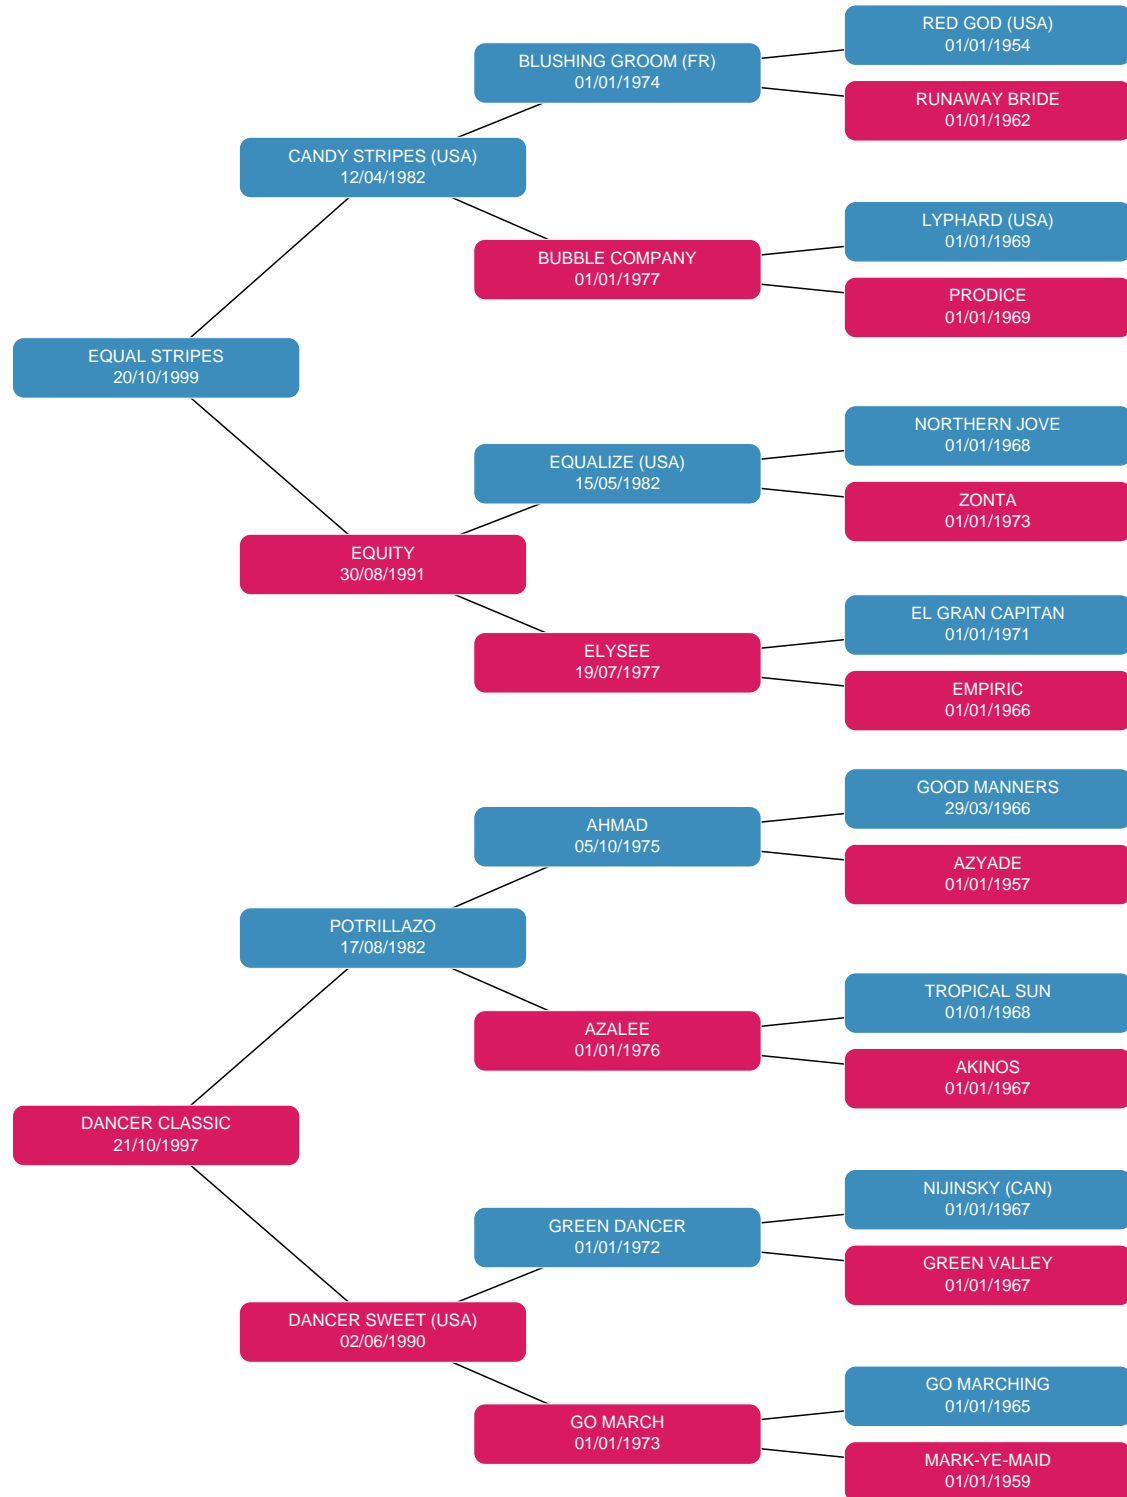 RED GOD (USA)
01/01/1954
BLUSHING GROOM (FR)
01/01/1974
RUNAWAY BRIDE
01/01/1962
CANDY STRIPES (USA)
12/04/1982
LYPHARD (USA)
01/01/1969
BUBBLE COMPANY
01/01/1977
PRODICE
01/01/1969
EQUAL STRIPES
20/10/1999
NORTHERN JOVE
01/01/1968
EQUALIZE (USA)
15/05/1982
ZONTA
01/01/1973
EQUITY
30/08/1991
EL GRAN CAPITAN
01/01/1971
ELYSEE
19/07/1977
EMPIRIC
01/01/1966
GOOD MANNERS
29/03/1966
AHMAD
05/10/1975
AZYADE
01/01/1957
POTRILLAZO
17/08/1982
TROPICAL SUN
01/01/1968
AZALEE
01/01/1976
AKINOS
01/01/1967
DANCER CLASSIC
21/10/1997
NIJINSKY (CAN)
01/01/1967
GREEN DANCER
01/01/1972
GREEN VALLEY
01/01/1967
DANCER SWEET (USA)
02/06/1990
GO MARCHING
01/01/1965
GO MARCH
01/01/1973
MARK-YE-MAID
01/01/1959